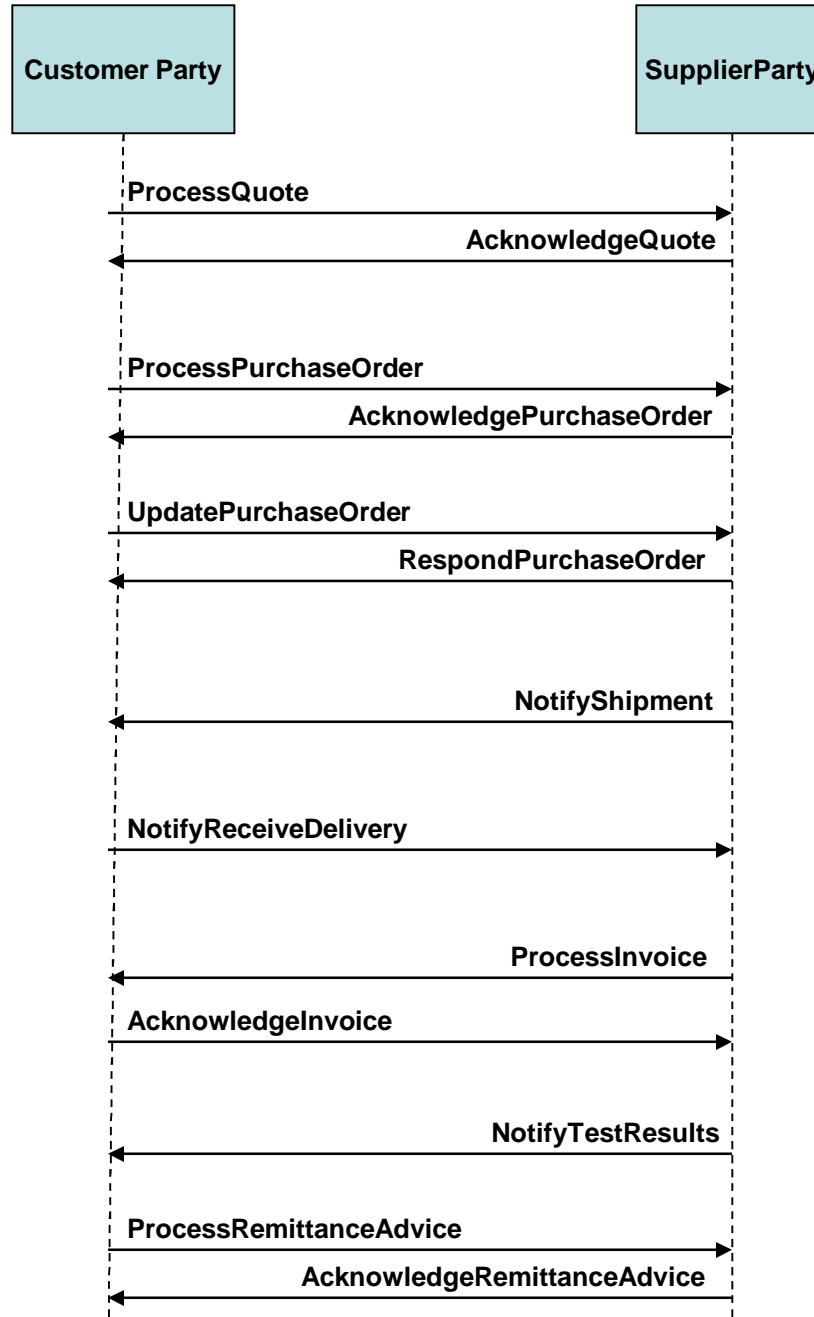 Customer Party
SupplierParty
ProcessQuote
AcknowledgeQuote
ProcessPurchaseOrder
AcknowledgePurchaseOrder
UpdatePurchaseOrder
RespondPurchaseOrder
NotifyShipment
NotifyReceiveDelivery
ProcessInvoice
AcknowledgeInvoice
NotifyTestResults
ProcessRemittanceAdvice
AcknowledgeRemittanceAdvice